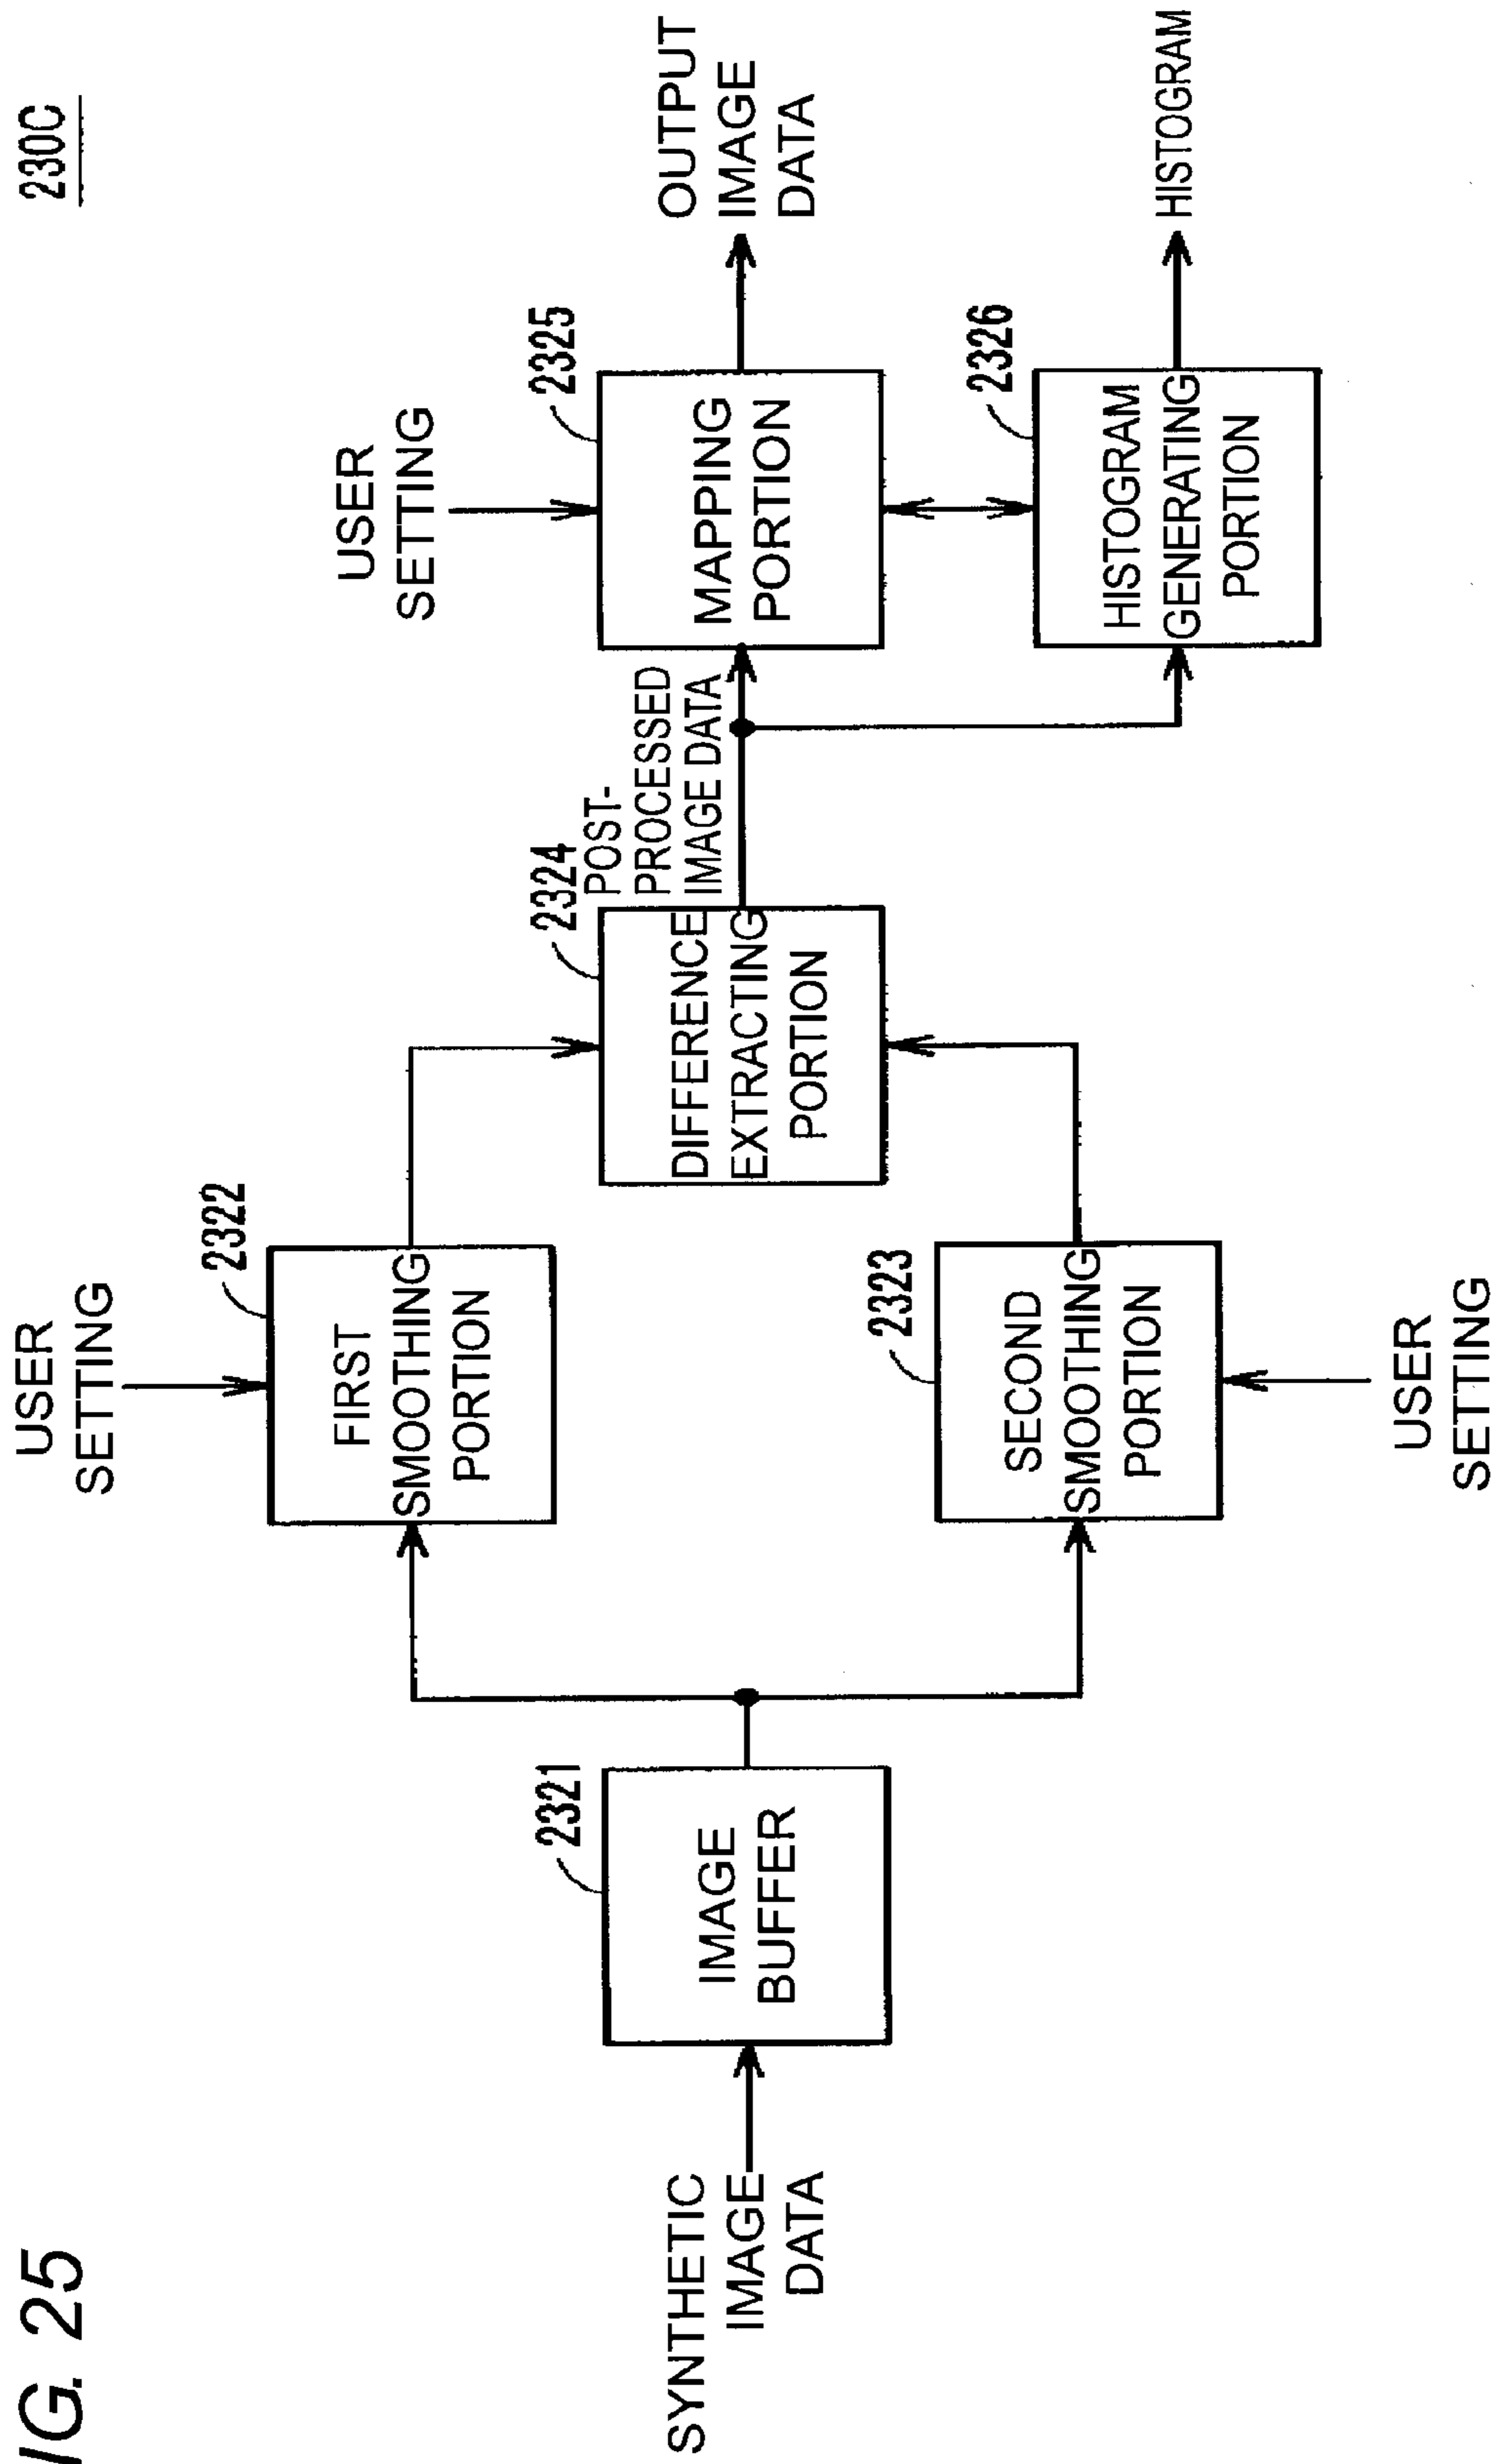 IG. 25
230C
SYNTHETIC
IMAGE
DATA
2321
IMAGE
BUFFER
USER
SETTING
2322
FIRST
SMOOTHING
PORTION
2323
SECOND
SMOOTHING
PORTION
USER
SETTING
2324
DIFFERENCE
EXTRACTING
PORTION
POST-
PROCESSED
IMAGE DATA
USER
SETTING
2325
MAPPING
PORTION
OUTPUT
IMAGE
DATA
2326
HISTOGRAM
GENERATING
PORTION
HISTOGRAM